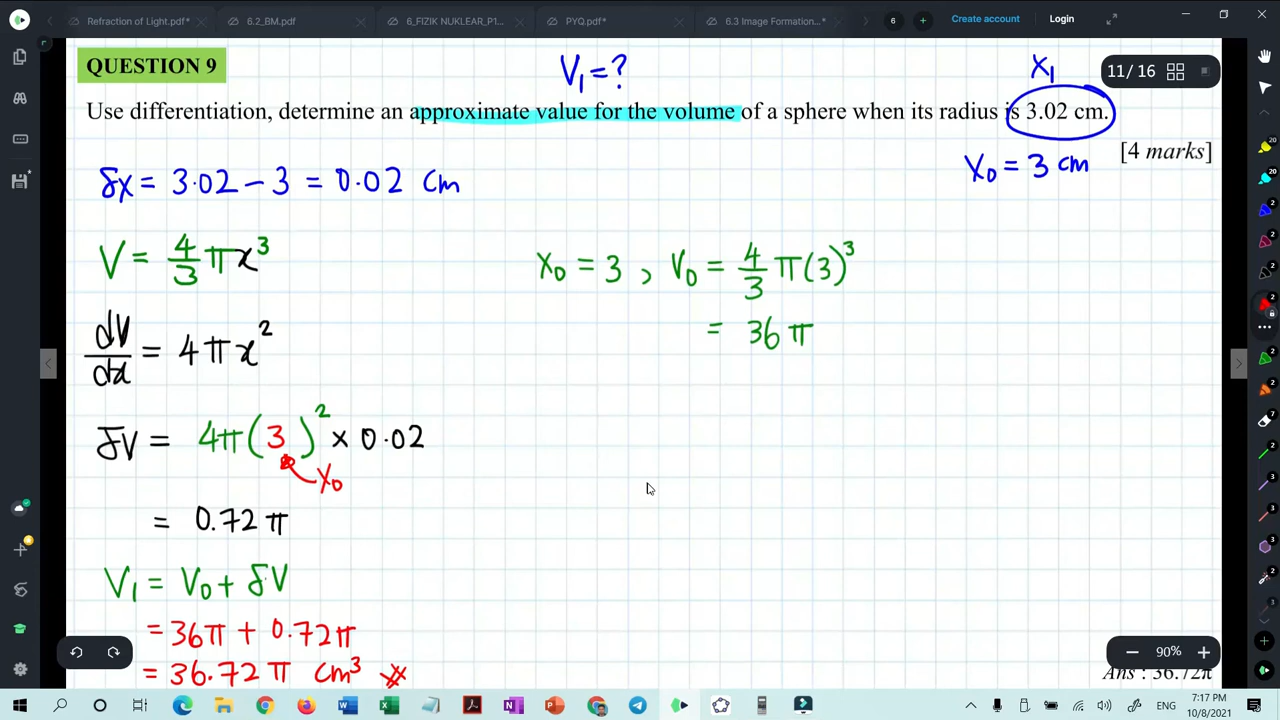 Refraction of Light.pdf* 6.2_BM.pdf 6_FIZIK NUKLEAR_P1... PYQ.pdf* 6.3 Image Formation...* 6 Create account Login
QUESTION 9
V₁ = ?
x₁
11/16
Use differentiation, determine an approximate value for the volume of a sphere when its radius is 3.02 cm.
[4 marks]
x₀ = 3 cm
δx = 3.02 - 3 = 0.02 cm
V = 4/3 πx³
x₀ = 3, V₀ = 4/3 π(3)³
= 36π
dV/dx = 4πx²
δV = 4π(3)² × 0.02
x₀
= 0.72π
V₁ = V₀ + δV
= 36π + 0.72π
= 36.72π cm³
90%
Ans : 36.72π
7:17 PM
ENG
10/8/2021